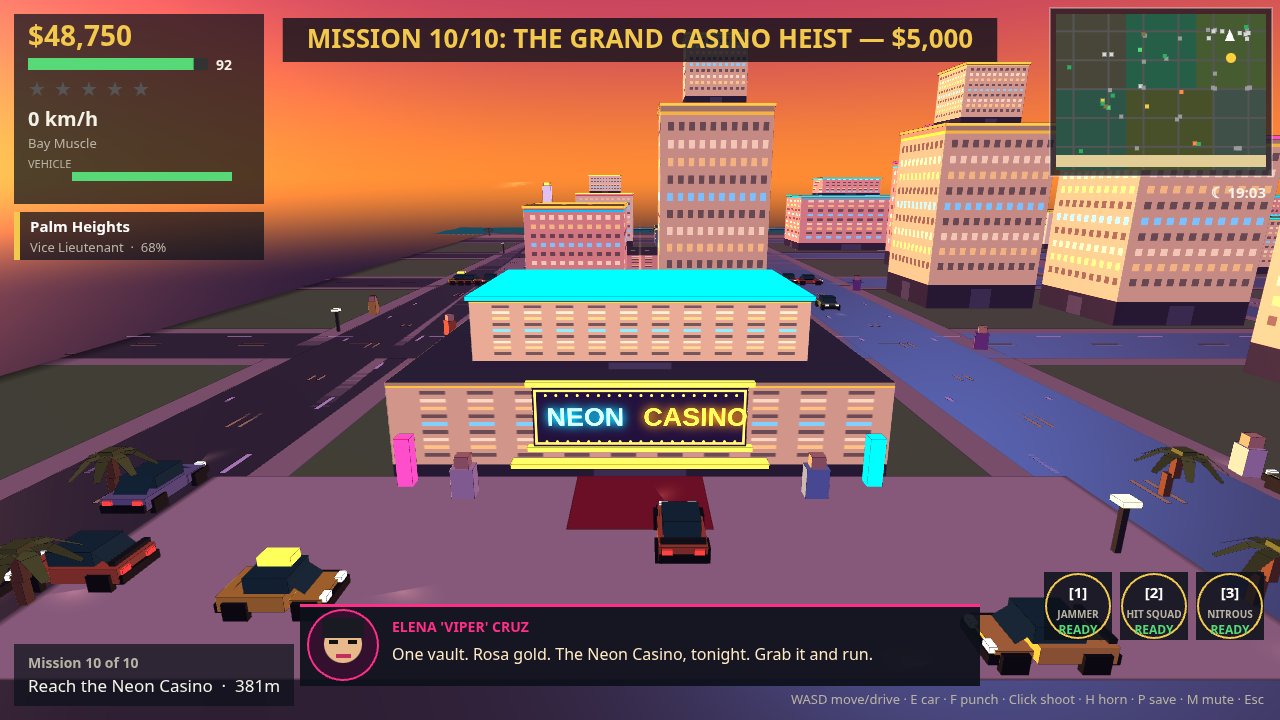 $48,750
92
0 km/h
Bay Muscle
VEHICLE
Palm Heights
Vice Lieutenant · 68%
MISSION 10/10: THE GRAND CASINO HEIST — $5,000
☾ 19:03
NEON CASINO
[1]
JAMMER
READY
[2]
HIT SQUAD
READY
[3]
NITROUS
READY
ELENA 'VIPER' CRUZ
One vault. Rosa gold. The Neon Casino, tonight. Grab it and run.
Mission 10 of 10
Reach the Neon Casino · 381m
WASD move/drive · E car · F punch · Click shoot · H horn · P save · M mute · Esc